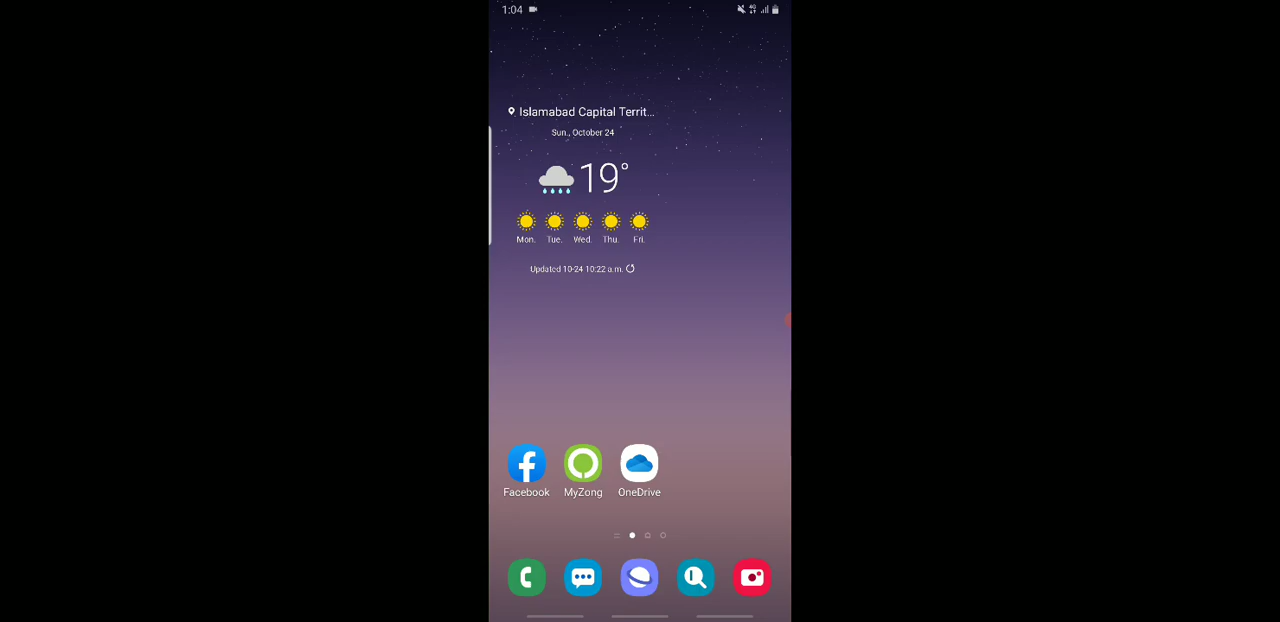 1:04 4G
Islamabad Capital Territ...
Sun., October 24
19°
Mon. Tue. Wed. Thu. Fri.
Updated 10-24 10:22 a.m.
Facebook MyZong OneDrive